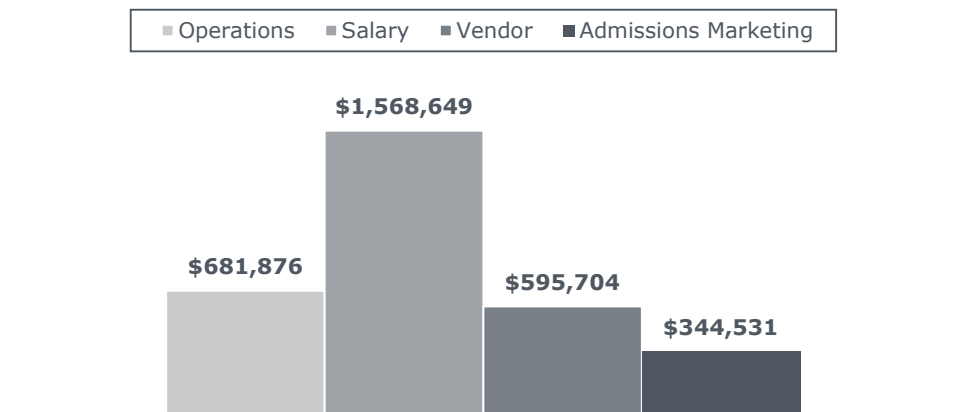 Operations Salary Vendor Admissions Marketing
$1,568,649
$681,876
$595,704
$344,531